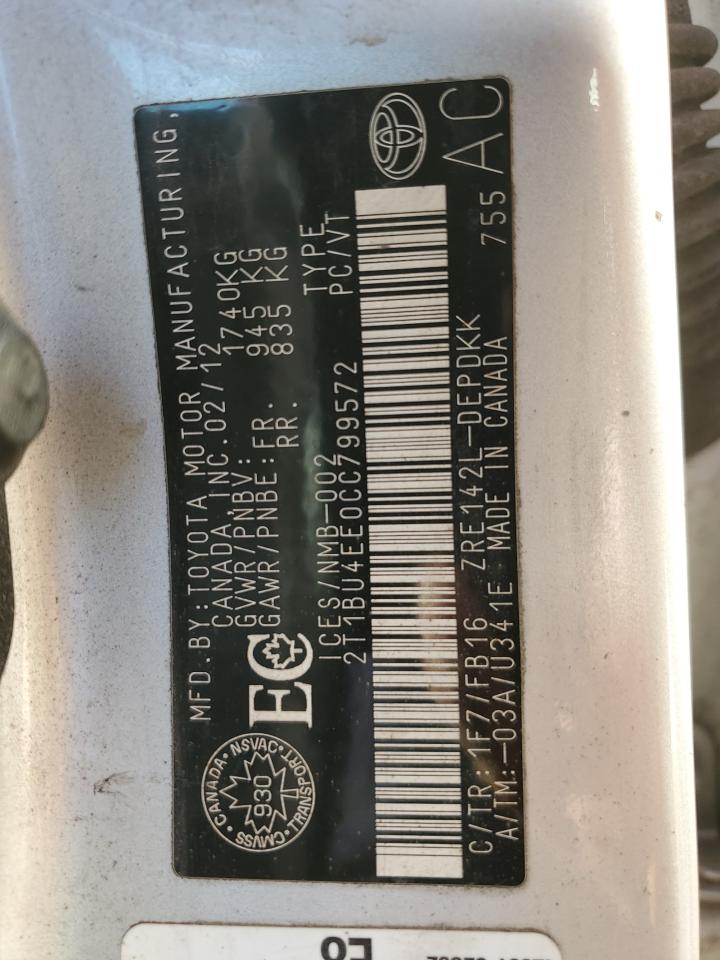 MFD.BY:TOYOTA MOTOR MANUFACTURING,
CANADA INC. 02/12
GVWR/PNBV: 1740KG
GAWR/PNBE:FR. 945 KG
RR. 835 KG
CANADA • NSVAC • TRANSPORT • CMVSS
930
EC
ICES/NMB-002 TYPE
2T1BU4EE0CC799572 PC/VT
C/TR:1F7/FB16 ZRE142L-DEPDKK 755
A/TM:-03A/U341E MADE IN CANADA AC